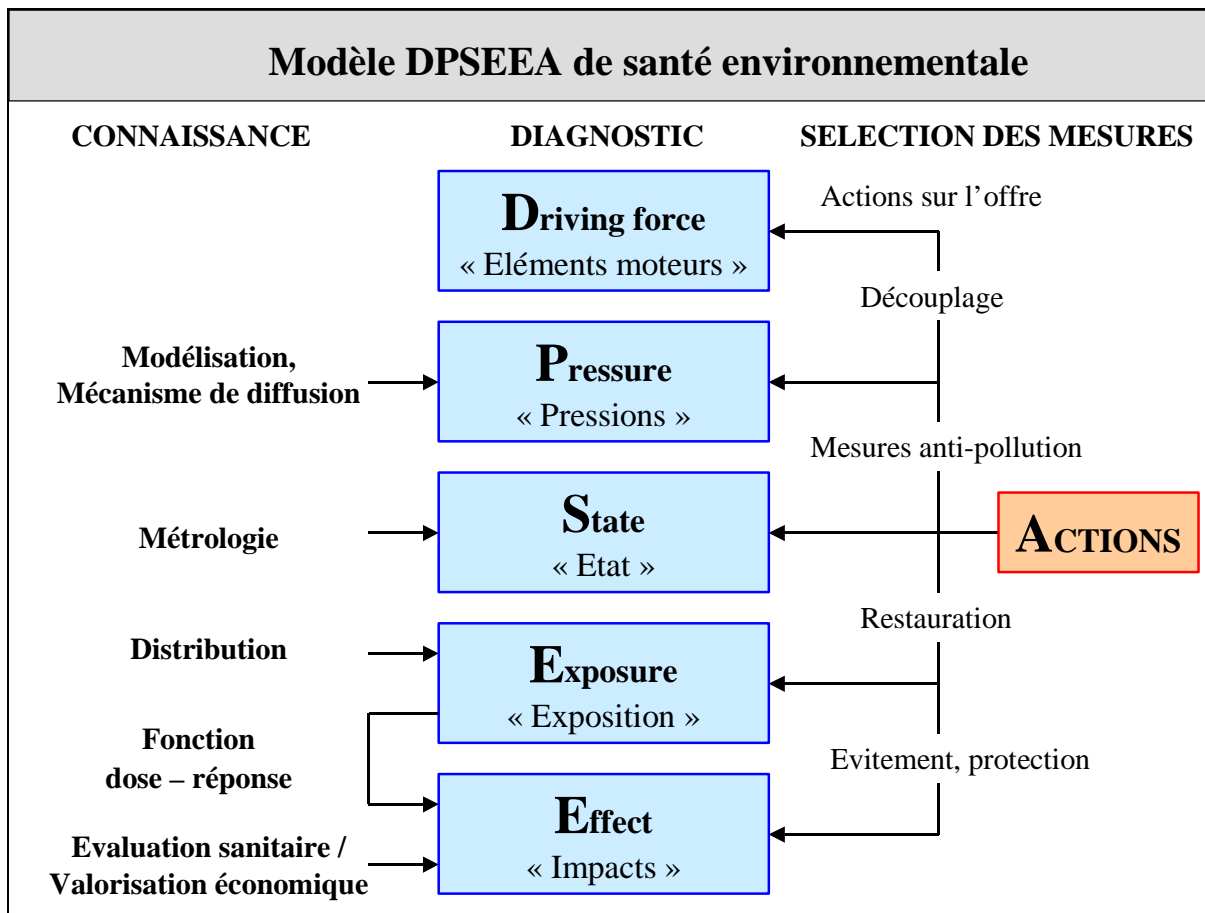 Modèle DPSEEA de santé environnementale
CONNAISSANCE
DIAGNOSTIC
SELECTION DES MESURES
Driving force
« Eléments moteurs »
Actions sur l’offre
Découplage
Modélisation,
Mécanisme de diffusion
Pressure
« Pressions »
Mesures anti-pollution
Métrologie
State
« Etat »
ACTIONS
Restauration
Distribution
Exposure
« Exposition »
Fonction
dose – réponse
Evitement, protection
Effect
« Impacts »
Evaluation sanitaire /
Valorisation économique